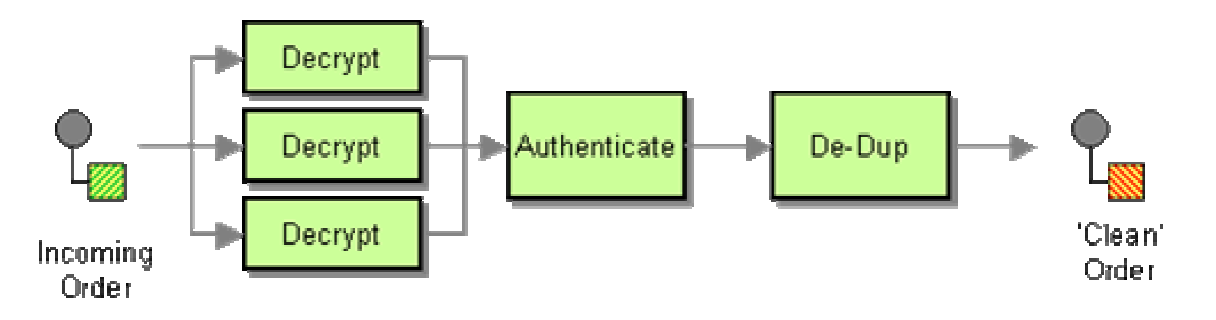 Decrypt
Decrypt
Decrypt
Authenticate
De-Dup
Incoming
Order
'Clean'
Order